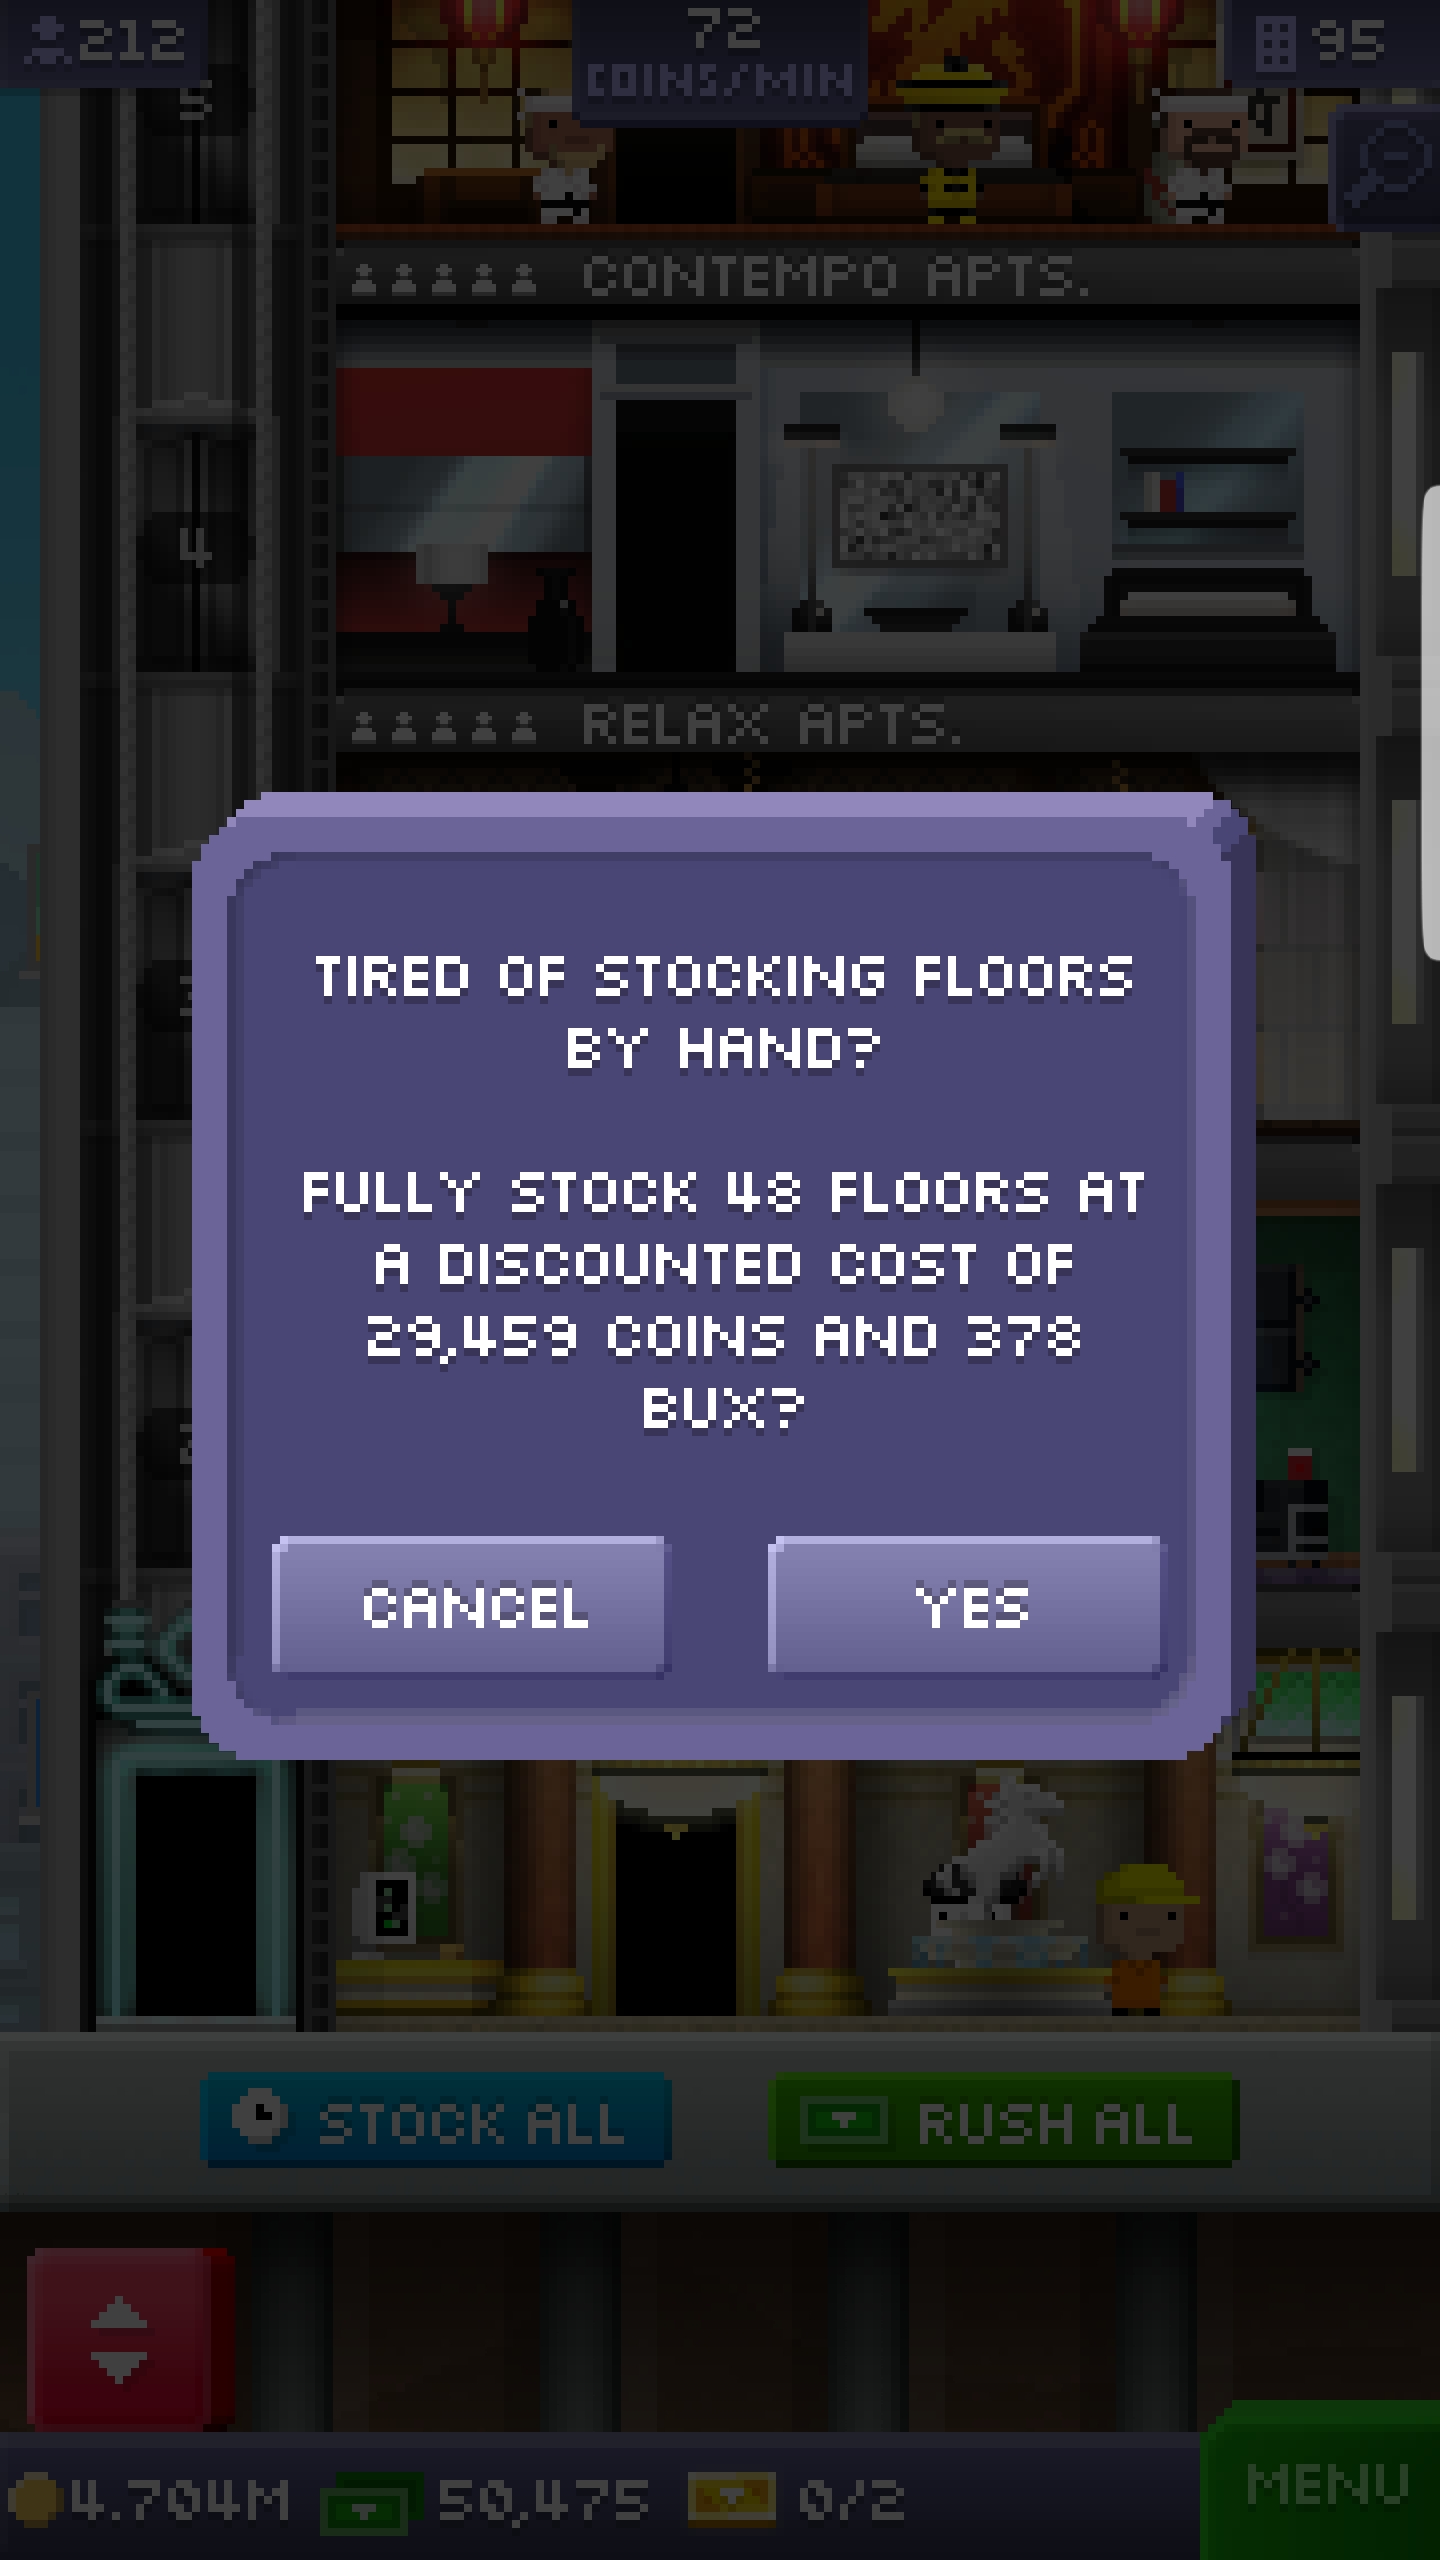 212
72
COINS/MIN
95
5
CONTEMPO APTS.
4
RELAX APTS.
TIRED OF STOCKING FLOORS
BY HAND?
FULLY STOCK 48 FLOORS AT
A DISCOUNTED COST OF
29,459 COINS AND 378
BUX?
CANCEL
YES
STOCK ALL
RUSH ALL
4.704M
50,475
0/2
MENU